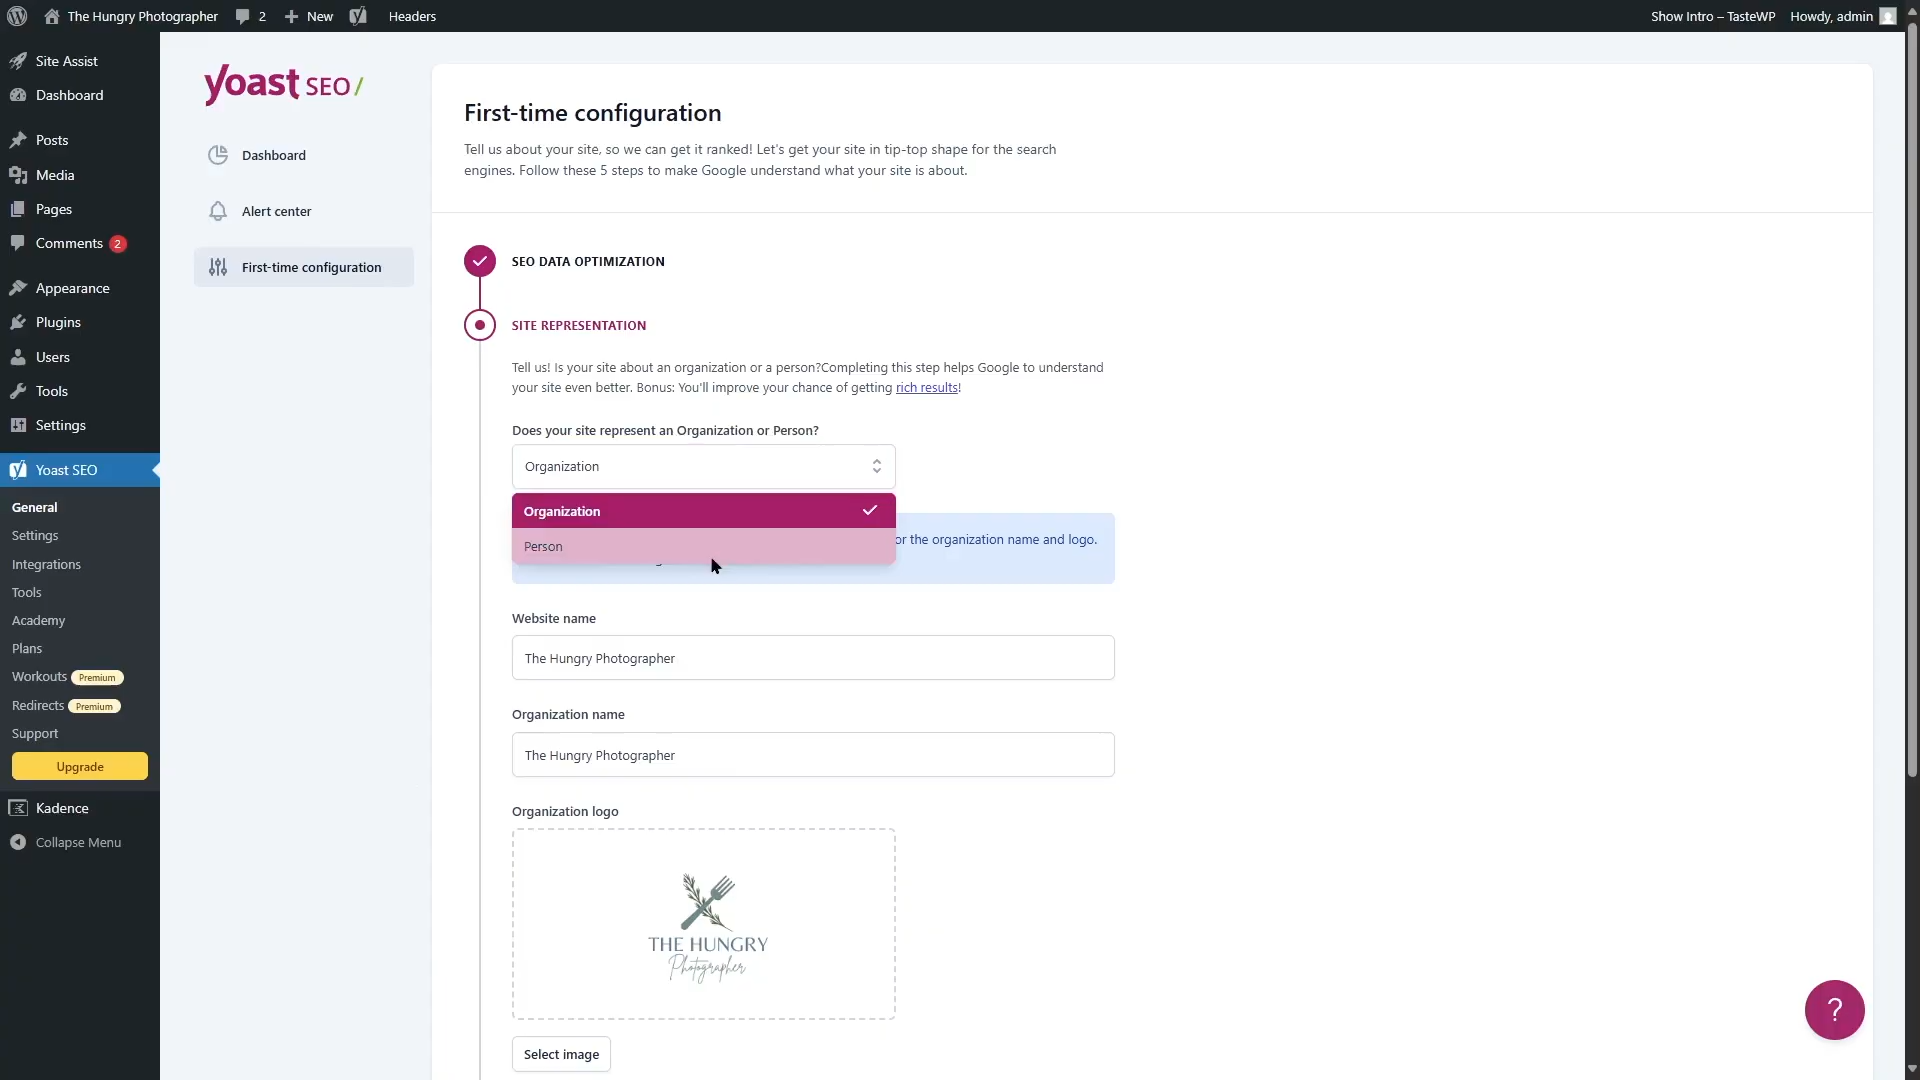 The Hungry Photographer
2
New
Headers
Show Intro – TasteWP
Howdy, admin
Site Assist
Dashboard
Posts
Media
Pages
Comments 2
Appearance
Plugins
Users
Tools
Settings
Yoast SEO
General
Settings
Integrations
Tools
Academy
Plans
Workouts Premium
Redirects Premium
Support
Upgrade
Kadence
Collapse Menu
yoast SEO/
Dashboard
Alert center
First-time configuration
First-time configuration
Tell us about your site, so we can get it ranked! Let's get your site in tip-top shape for the search
engines. Follow these 5 steps to make Google understand what your site is about.
SEO DATA OPTIMIZATION
SITE REPRESENTATION
Tell us! Is your site about an organization or a person?Completing this step helps Google to understand
your site even better. Bonus: You'll improve your chance of getting rich results!
Does your site represent an Organization or Person?
Organization
Organization
Person
or the organization name and logo.
Website name
The Hungry Photographer
Organization name
The Hungry Photographer
Organization logo
THE HUNGRY
Photographer
Select image
?